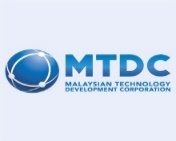 MTDC
MALAYSIAN TECHNOLOGY
DEVELOPMENT CORPORATION